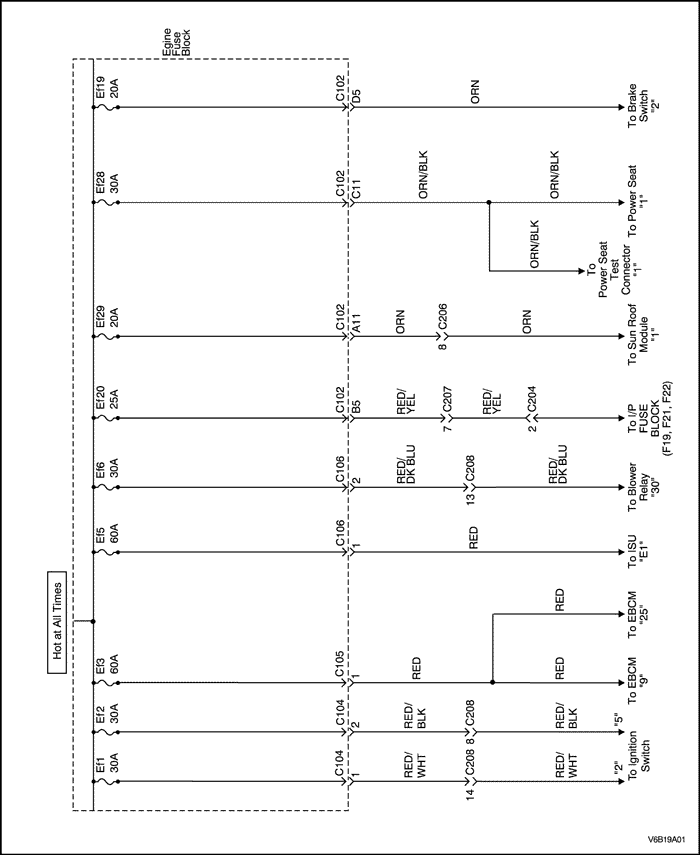 Egine
Fuse
Block
Hot at All Times
Ef19
20A
C102
D5
ORN
To Brake
Switch
"2"
Ef28
30A
C102
C11
ORN/BLK
ORN/BLK
To Power Seat
"1"
ORN/BLK
To
Power Seat
Test
Connector
"1"
Ef29
20A
C102
A11
ORN
8
C206
ORN
To Sun Roof
Module
"1"
Ef20
25A
C102
B5
RED/
YEL
7
C207
RED/
YEL
2
C204
To I/P
FUSE
BLOCK
(F19, F21, F22)
Ef6
30A
C106
2
RED/
DK BLU
13
C208
RED/
DK BLU
To Blower
Relay
"30"
Ef5
60A
C106
1
RED
To ISU
"E1"
Ef3
60A
C105
1
RED
RED
To EBCM
"25"
RED
To EBCM
"9"
Ef2
30A
C104
2
RED/
BLK
8
C208
RED/
BLK
"5"
Ef1
30A
C104
1
RED/
WHT
14
C208
RED/
WHT
"2"
To Ignition
Switch
V6B19A01